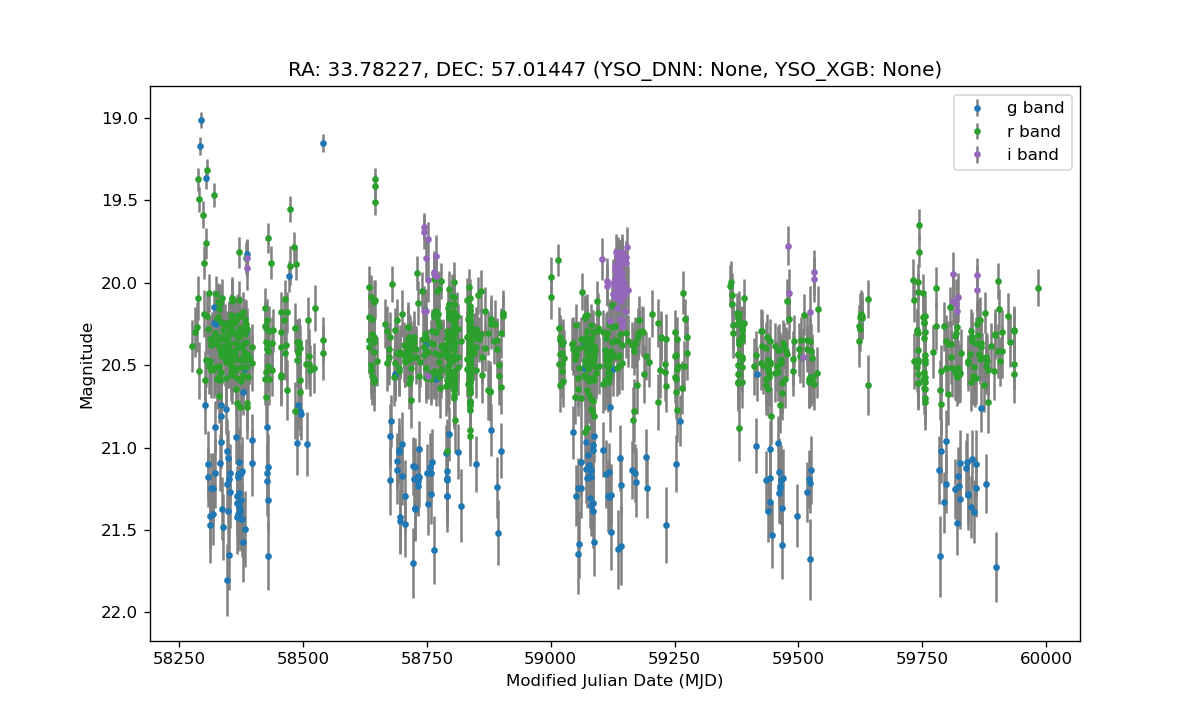 RA: 33.78227, DEC: 57.01447 (YSO_DNN: None, YSO_XGB: None)
g band
r band
i band
19.0
19.5
20.0
20.5
21.0
21.5
22.0
Magnitude
58250 58500 58750 59000 59250 59500 59750 60000
Modified Julian Date (MJD)